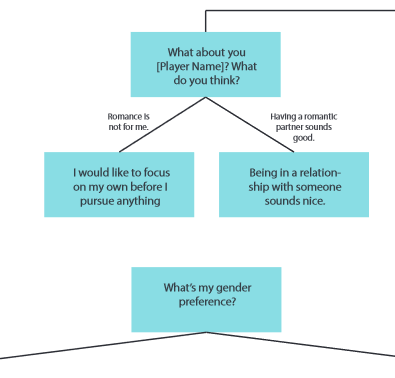 What about you
[Player Name]? What
do you think?
Romance is
not for me.
Having a romantic
partner sounds
good.
I would like to focus
on my own before I
pursue anything
Being in a relation-
ship with someone
sounds nice.
What's my gender
preference?